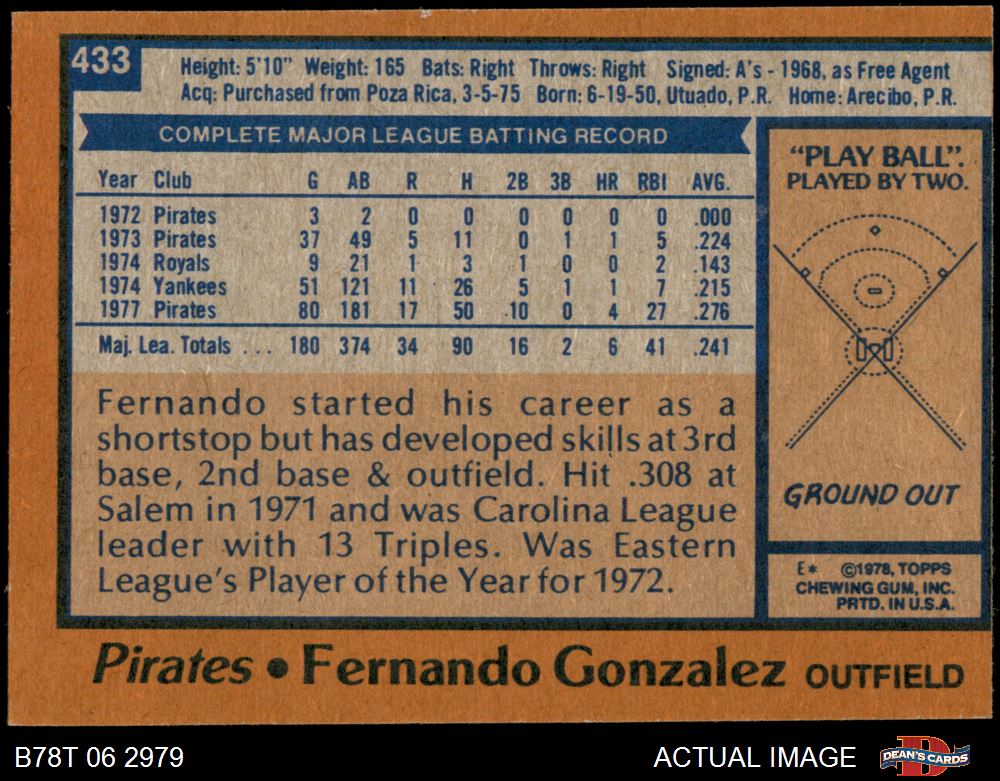 433
Height: 5'10" Weight: 165 Bats: Right Throws: Right Signed: A's - 1968, as Free Agent
Acq: Purchased from Poza Rica, 3-5-75 Born: 6-19-50, Utuado, P.R. Home: Arecibo, P.R.
COMPLETE MAJOR LEAGUE BATTING RECORD
Year Club G AB R H 2B 3B HR RBI AVG.
1972 Pirates 3 2 0 0 0 0 0 0 .000
1973 Pirates 37 49 5 11 0 1 1 5 .224
1974 Royals 9 21 1 3 1 0 0 2 .143
1974 Yankees 51 121 11 26 5 1 1 7 .215
1977 Pirates 80 181 17 50 10 0 4 27 .276
Maj. Lea. Totals ... 180 374 34 90 16 2 6 41 .241
Fernando started his career as a
shortstop but has developed skills at 3rd
base, 2nd base & outfield. Hit .308 at
Salem in 1971 and was Carolina League
leader with 13 Triples. Was Eastern
League's Player of the Year for 1972.
"PLAY BALL".
PLAYED BY TWO.
GROUND OUT
E* ©1978, TOPPS
CHEWING GUM, INC.
PRTD. IN U.S.A.
Pirates • Fernando Gonzalez OUTFIELD
B78T 06 2979 ACTUAL IMAGE
D
DEAN'S CARDS